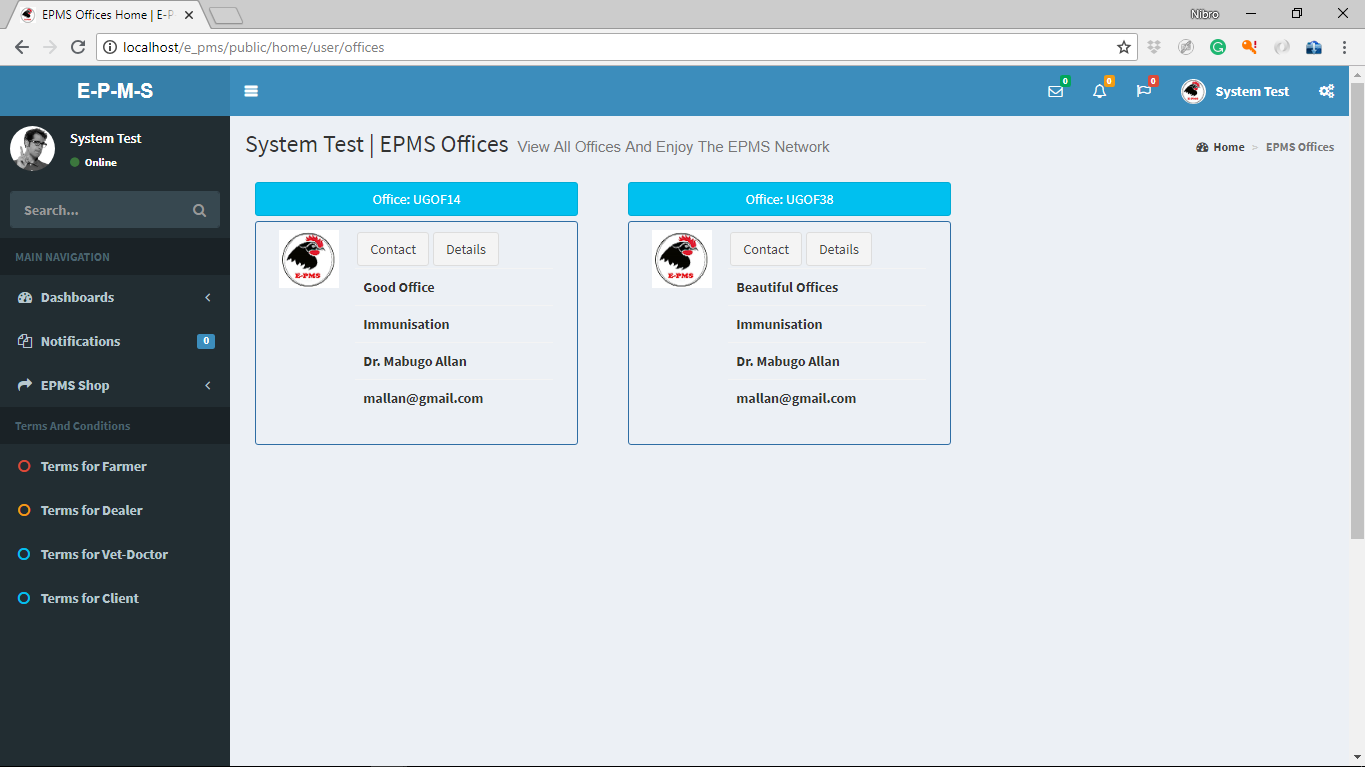 EPMS Offices Home | E-P
Nibro
localhost/e_pms/public/home/user/offices
E-P-M-S
0
0
0
System Test
System Test
Online
System Test | EPMS Offices View All Offices And Enjoy The EPMS Network
Home > EPMS Offices
Search...
MAIN NAVIGATION
Dashboards
Notifications 0
EPMS Shop
Terms And Conditions
Terms for Farmer
Terms for Dealer
Terms for Vet-Doctor
Terms for Client
Office: UGOF14
E-PMS
Contact Details
Good Office
Immunisation
Dr. Mabugo Allan
mallan@gmail.com
Office: UGOF38
E-PMS
Contact Details
Beautiful Offices
Immunisation
Dr. Mabugo Allan
mallan@gmail.com